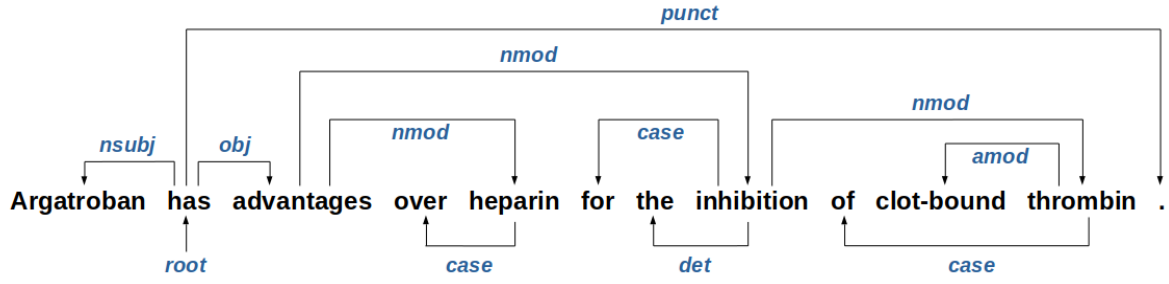 punct
nmod
nmod
nsubj obj nmod case amod
Argatroban has advantages over heparin for the inhibition of clot-bound thrombin .
root case det case